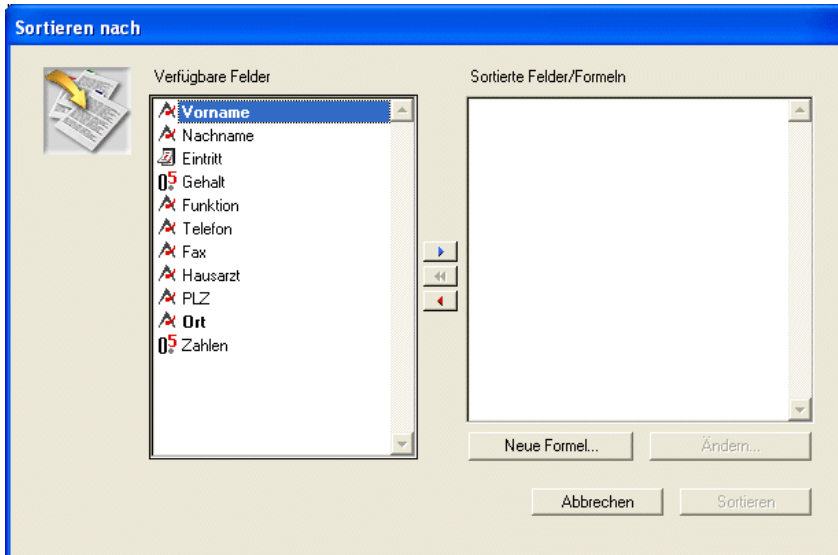 Sortieren nach
Verfügbare Felder
Vorname
Nachname
Eintritt
Gehalt
Funktion
Telefon
Fax
Hausarzt
PLZ
Ort
Zahlen
Sortierte Felder/Formeln
Neue Formel...
Ändern...
Abbrechen
Sortieren